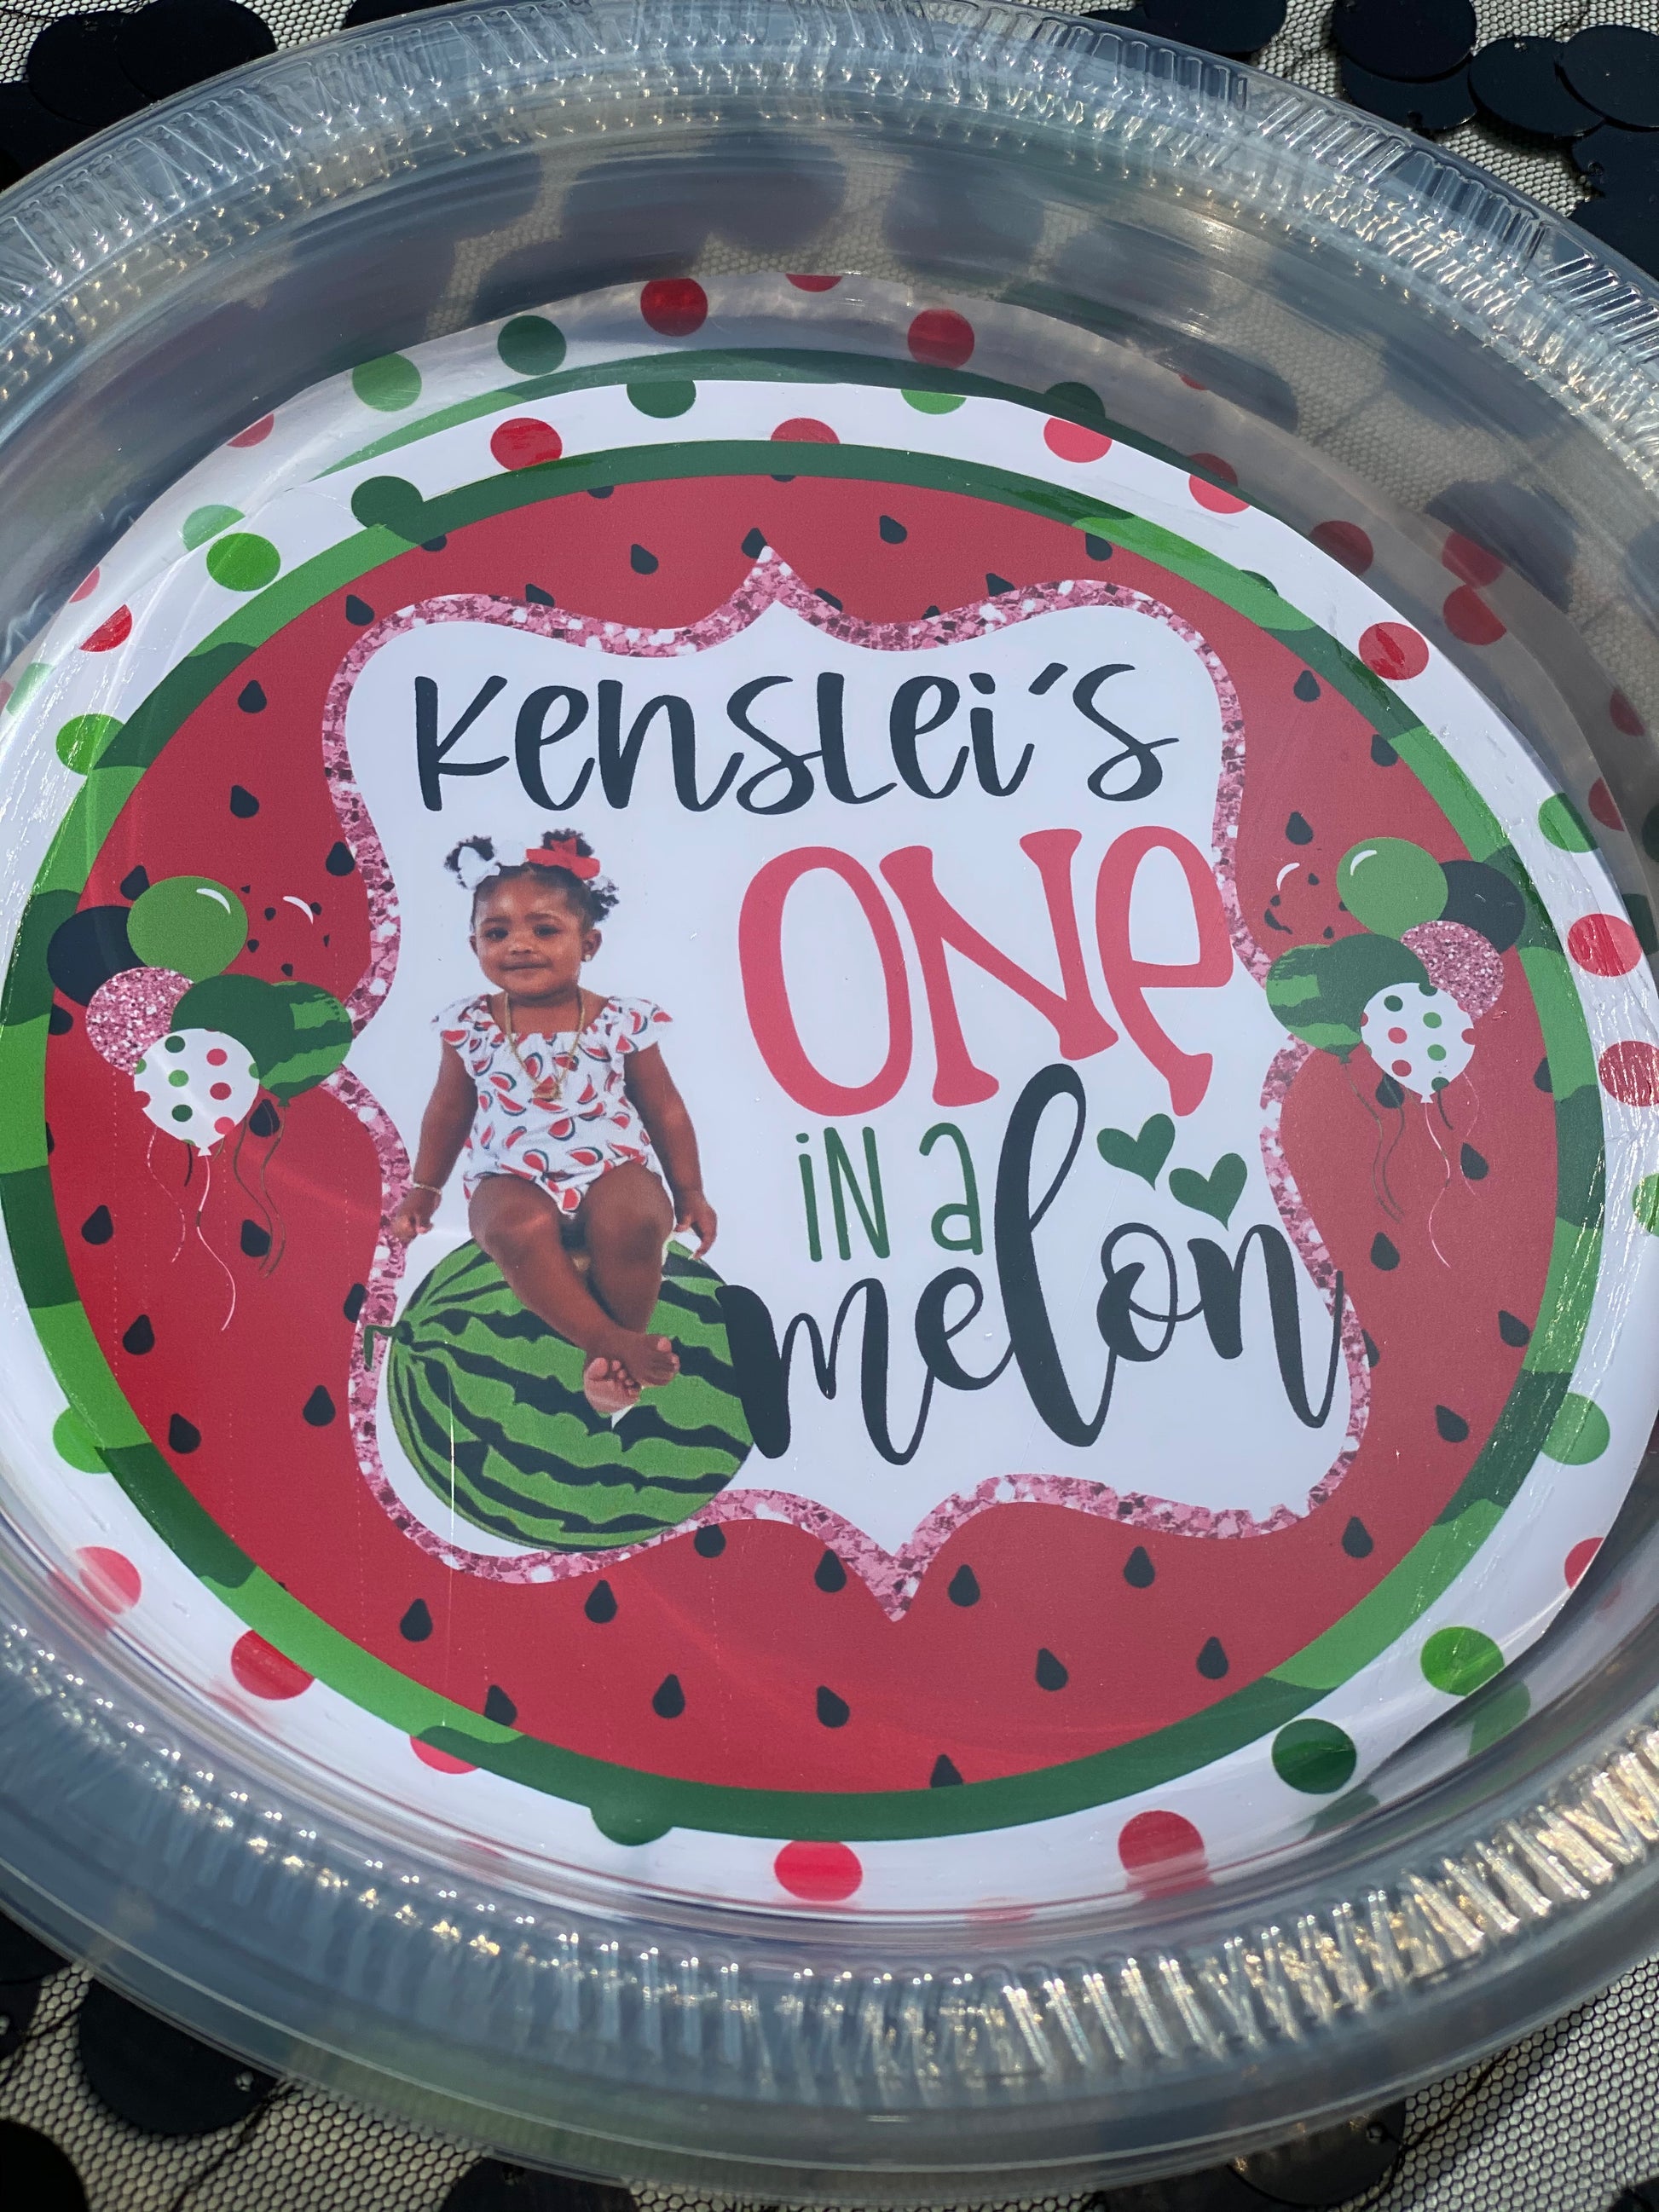 Kenslei's
ONE
iN a
melon